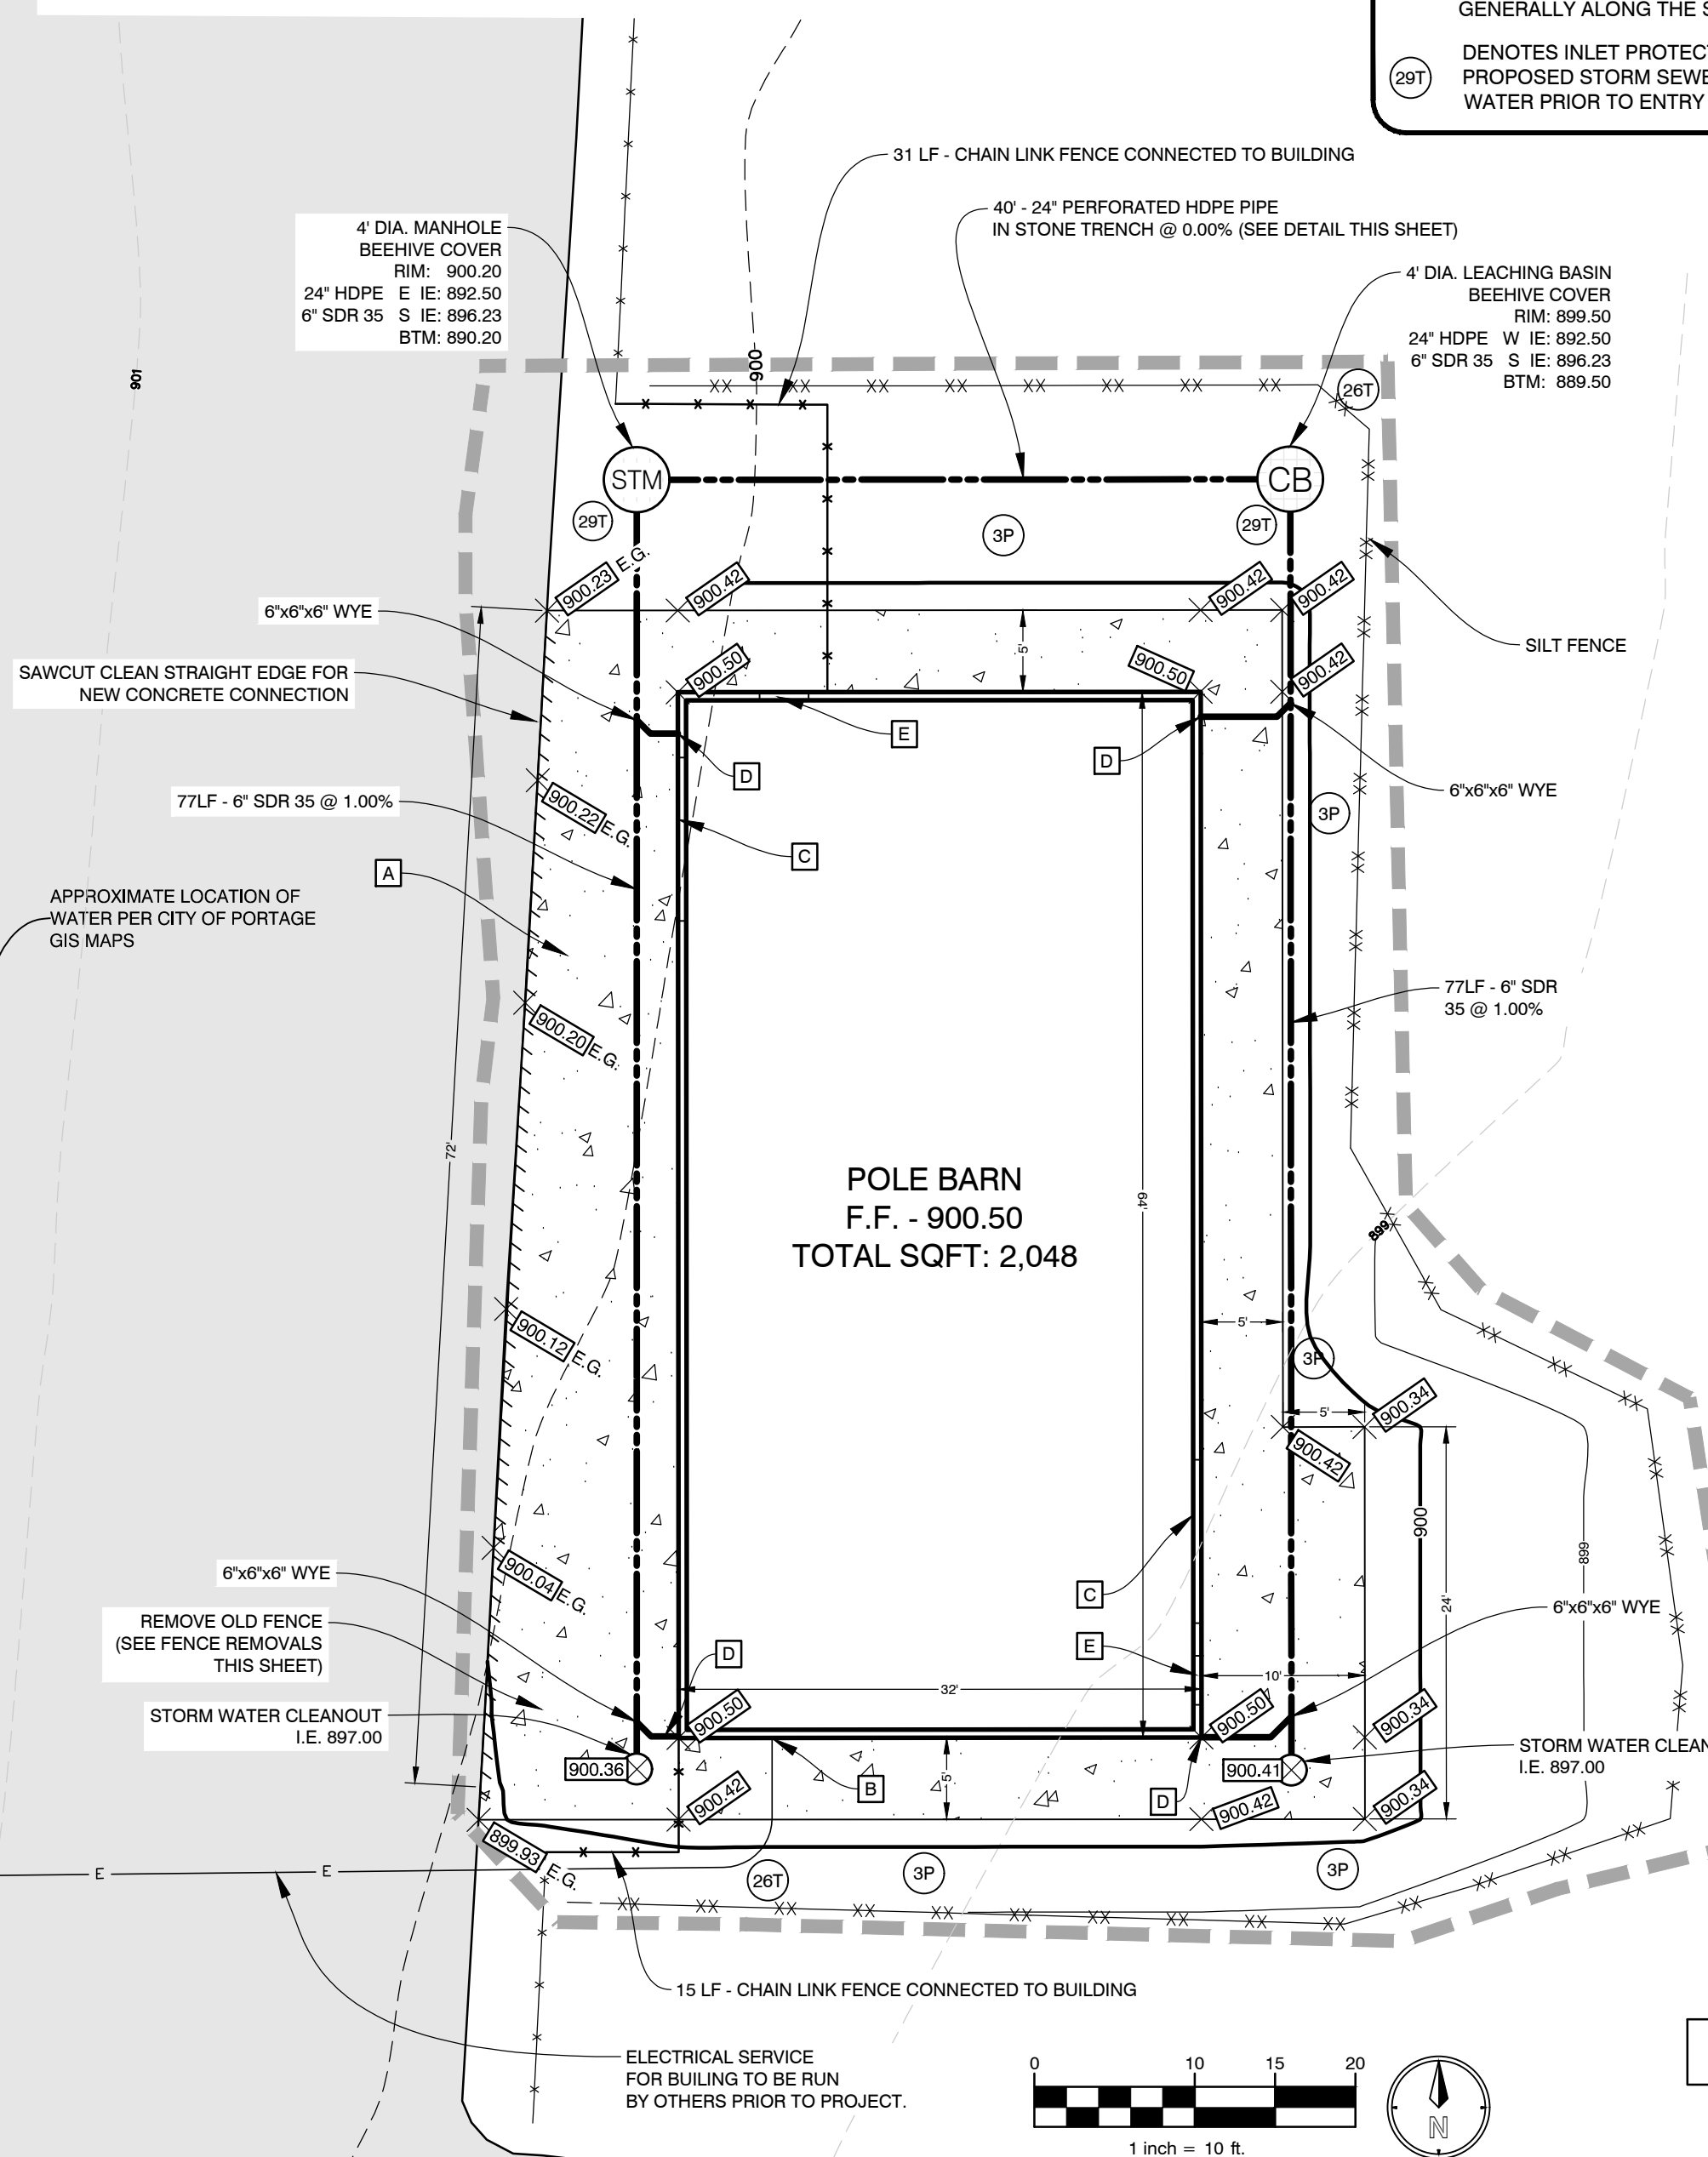 GENERALLY ALONG THE S
29T
DENOTES INLET PROTECT
PROPOSED STORM SEWE
WATER PRIOR TO ENTRY
31 LF - CHAIN LINK FENCE CONNECTED TO BUILDING
40' - 24" PERFORATED HDPE PIPE
IN STONE TRENCH @ 0.00% (SEE DETAIL THIS SHEET)
4' DIA. MANHOLE
BEEHIVE COVER
RIM: 900.20
24" HDPE E IE: 892.50
6" SDR 35 S IE: 896.23
BTM: 890.20
4' DIA. LEACHING BASIN
BEEHIVE COVER
RIM: 899.50
24" HDPE W IE: 892.50
6" SDR 35 S IE: 896.23
BTM: 889.50
901
900
26T
STM
CB
29T
3P
29T
900.23 E.G.
900.42
900.42
900.42
6"x6"x6" WYE
5'
SILT FENCE
SAWCUT CLEAN STRAIGHT EDGE FOR
NEW CONCRETE CONNECTION
900.50
900.50
900.42
E
D
D
6"x6"x6" WYE
77LF - 6" SDR 35 @ 1.00%
900.22 E.G.
3P
C
A
APPROXIMATE LOCATION OF
WATER PER CITY OF PORTAGE
GIS MAPS
900.20 E.G.
77LF - 6" SDR
35 @ 1.00%
72'
64'
POLE BARN
F.F. - 900.50
TOTAL SQFT: 2,048
899
900.12 E.G.
5'
3P
900.34
5'
900.42
900
899
900.04 E.G.
6"x6"x6" WYE
C
24'
6"x6"x6" WYE
REMOVE OLD FENCE
(SEE FENCE REMOVALS
THIS SHEET)
D
E
10'
32'
STORM WATER CLEANOUT
I.E. 897.00
900.50
900.50
900.34
STORM WATER CLEAN
I.E. 897.00
900.36
5'
B
900.41
D
900.42
900.42
900.34
899.93 E.G.
E
E
26T
3P
3P
15 LF - CHAIN LINK FENCE CONNECTED TO BUILDING
ELECTRICAL SERVICE
FOR BUILING TO BE RUN
BY OTHERS PRIOR TO PROJECT.
0 10 15 20
1 inch = 10 ft.
N